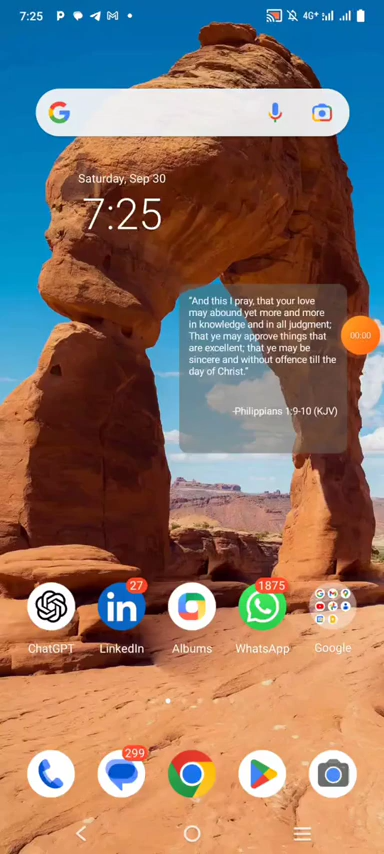 7:25
4G+
Saturday, Sep 30
7:25
"And this I pray, that your love
may abound yet more and more
in knowledge and in all judgment;
That ye may approve things that
are excellent; that ye may be
sincere and without offence till the
day of Christ."
-Philippians 1:9-10 (KJV)
00:00
27
1875
ChatGPT
LinkedIn
Albums
WhatsApp
Google
299